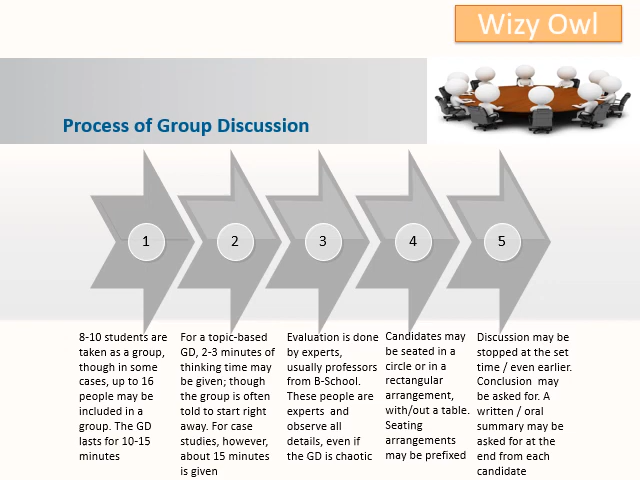 Wizy Owl
Process of Group Discussion
1
2
3
4
5
8-10 students are
taken as a group,
though in some
cases, up to 16
people may be
included in a
group. The GD
lasts for 10-15
minutes
For a topic-based
GD, 2-3 minutes of
thinking time may
be given; though
the group is often
told to start right
away. For case
studies, however,
about 15 minutes
is given
Evaluation is done
by experts,
usually professors
from B-School.
These people are
experts and
observe all
details, even if
the GD is chaotic
Candidates may
be seated in a
circle or in a
rectangular
arrangement,
with/out a table.
Seating
arrangements
may be prefixed
Discussion may be
stopped at the set
time / even earlier.
Conclusion may
be asked for. A
written / oral
summary may be
asked for at the
end from each
candidate